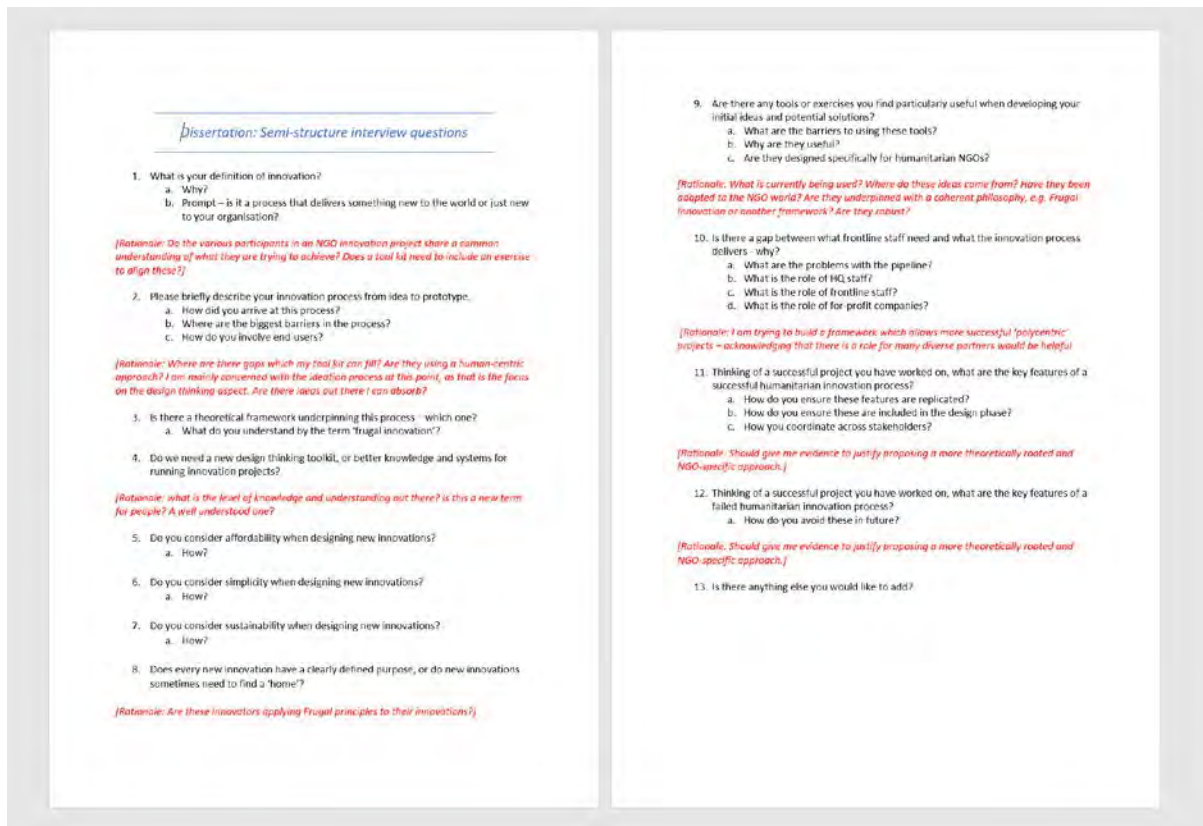 Dissertation: Semi-structure interview questions
1. What is your definition of innovation?
a. Why?
b. Prompt – is it a process that delivers something new to the world or just new
to your organisation?
[Rationale: Do the various participants in an NGO innovation project share a common
understanding of what they are trying to achieve? Does a tool kit need to include an exercise
to align these?]
2. Please briefly describe your innovation process from idea to prototype.
a. How did you arrive at this process?
b. Where are the biggest barriers in the process?
c. How do you involve end users?
[Rationale: Where are there gaps which my tool kit can fill? Are they using a human-centric
approach? I am mainly concerned with the ideation process at this point, as that is the focus
on the design thinking aspect. Are there ideas out there I can absorb?
3. Is there a theoretical framework underpinning this process – which one?
a. What do you understand by the term 'frugal innovation'?
4. Do we need a new design thinking toolkit, or better knowledge and systems for
running innovation projects?
[Rationale: what is the level of knowledge and understanding out there? is this a new term
for people? A well understood one?
5. Do you consider affordability when designing new innovations?
a. How?
6. Do you consider simplicity when designing new innovations?
a. How?
7. Do you consider sustainability when designing new innovations?
a. How?
8. Does every new innovation have a clearly defined purpose, or do new innovations
sometimes need to find a 'home'?
[Rationale: Are these innovators applying Frugal principles to their innovations?]
9. Are there any tools or exercises you find particularly useful when developing your
initial ideas and potential solutions?
a. What are the barriers to using these tools?
b. Why are they useful?
c. Are they designed specifically for humanitarian NGOs?
[Rationale. What is currently being used? Where do these ideas come from? Have they been
adapted to the NGO world? Are they underpinned with a coherent philosophy, e.g. Frugal
Innovation or another framework? Are they robust?
10. Is there a gap between what frontline staff need and what the innovation process
delivers - why?
a. What are the problems with the pipeline?
b. What is the role of HQ staff?
c. What is the role of frontline staff?
d. What is the role of for-profit companies?
[Rationale: I am trying to build a framework which allows more successful 'polycentric'
projects – acknowledging that there is a role for many diverse partners would be helpful
11. Thinking of a successful project you have worked on, what are the key features of a
successful humanitarian innovation process?
a. How do you ensure these features are replicated?
b. How do you ensure these are included in the design phase?
c. How you coordinate across stakeholders?
[Rationale. Should give me evidence to justify proposing a more theoretically rooted and
NGO-specific approach.]
12. Thinking of a successful project you have worked on, what are the key features of a
failed humanitarian innovation process?
a. How do you avoid these in future?
[Rationale. Should give me evidence to justify proposing a more theoretically rooted and
NGO-specific approach.]
13. Is there anything else you would like to add?